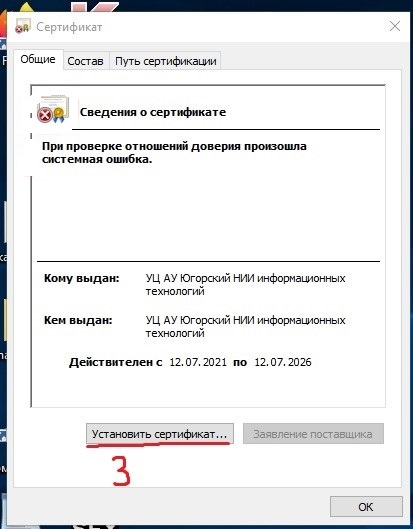 Сертификат
Общие Состав Путь сертификации
Сведения о сертификате
При проверке отношений доверия произошла
системная ошибка.
Кому выдан: УЦ АУ Югорский НИИ информационных
технологий
Кем выдан: УЦ АУ Югорский НИИ информационных
технологий
Действителен с 12.07.2021 по 12.07.2026
Установить сертификат... Заявление поставщика
3
ОК